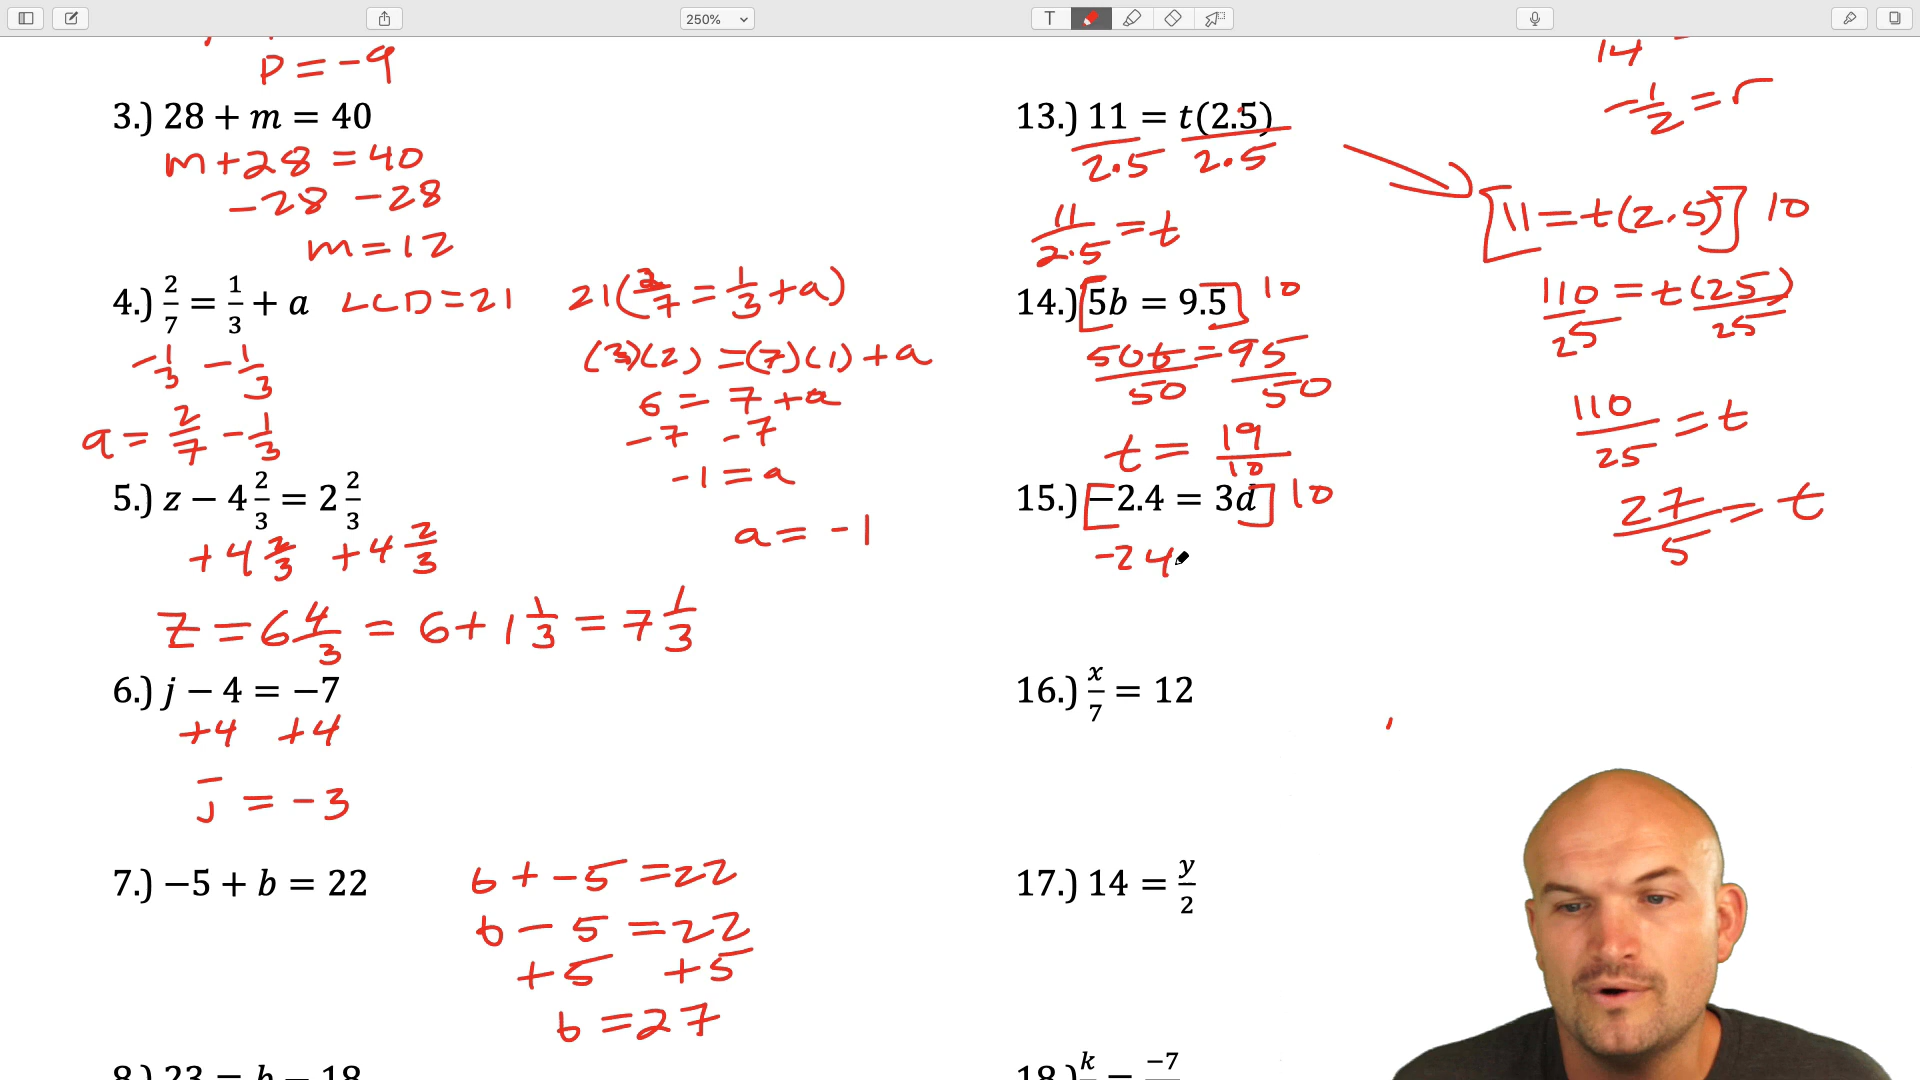 250%
T
p = -9
3.) 28 + m = 40
m + 28 = 40
-28 -28
m = 12
4.) 2/7 = 1/3 + a
LCD = 21
-1/3 -1/3
a = 2/7 - 1/3
21(2/7 = 1/3 + a)
(3)(2) = (7)(1) + a
6 = 7 + a
-7 -7
-1 = a
a = -1
5.) z − 4 2/3 = 2 2/3
+4 2/3 +4 2/3
z = 6 4/3 = 6 + 1 1/3 = 7 1/3
6.) j − 4 = −7
+4 +4
j = -3
7.) −5 + b = 22
+5 +5
b + -5 = 22
b - 5 = 22
b = 27
8.) 23 = h − 18
14
-1/2 = r
13.) 11 = t(2.5)
2.5 2.5
11/2.5 = t
[11 = t(2.5)] 10
110 = t(25)
25 25
110/25 = t
27/5 = t
14.) [5b = 9.5] 10
50b = 95
50 50
t = 19/10
15.) [−2.4 = 3d] 10
-24
16.) x/7 = 12
17.) 14 = y/2
18.) k = −7